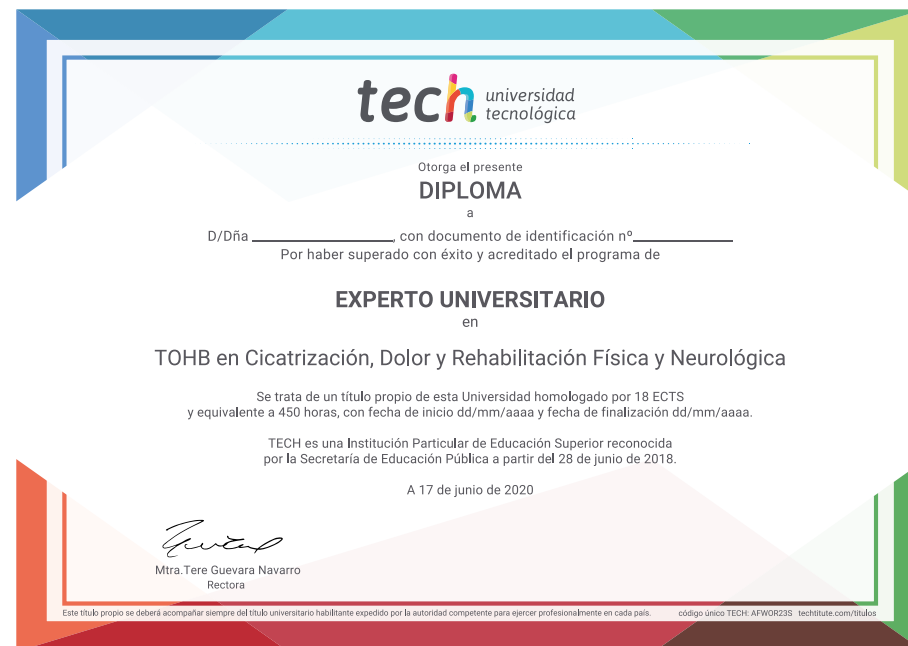 tech universidad
tecnológica
Otorga el presente
DIPLOMA
a
D/Dña ____________, con documento de identificación nº____________
Por haber superado con éxito y acreditado el programa de
EXPERTO UNIVERSITARIO
en
TOHB en Cicatrización, Dolor y Rehabilitación Física y Neurológica
Se trata de un título propio de esta Universidad homologado por 18 ECTS
y equivalente a 450 horas, con fecha de inicio dd/mm/aaaa y fecha de finalización dd/mm/aaaa.
TECH es una Institución Particular de Educación Superior reconocida
por la Secretaría de Educación Pública a partir del 28 de junio de 2018.
A 17 de junio de 2020
Mtra.Tere Guevara Navarro
Rectora
Este título propio se deberá acompañar siempre del título universitario habilitante expedido por la autoridad competente para ejercer profesionalmente en cada país. código único TECH: AFWOR23S techtitute.com/titulos